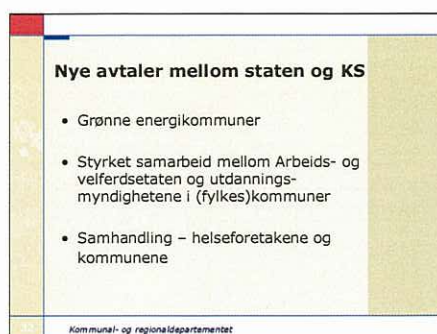 Nye avtaler mellom staten og KS
• Grønne energikommuner
• Styrket samarbeid mellom Arbeids- og
velferdsetaten og utdannings-
myndighetene i (fylkes)kommuner
• Samhandling – helseforetakene og
kommunene
Kommunal- og regionaldepartementet